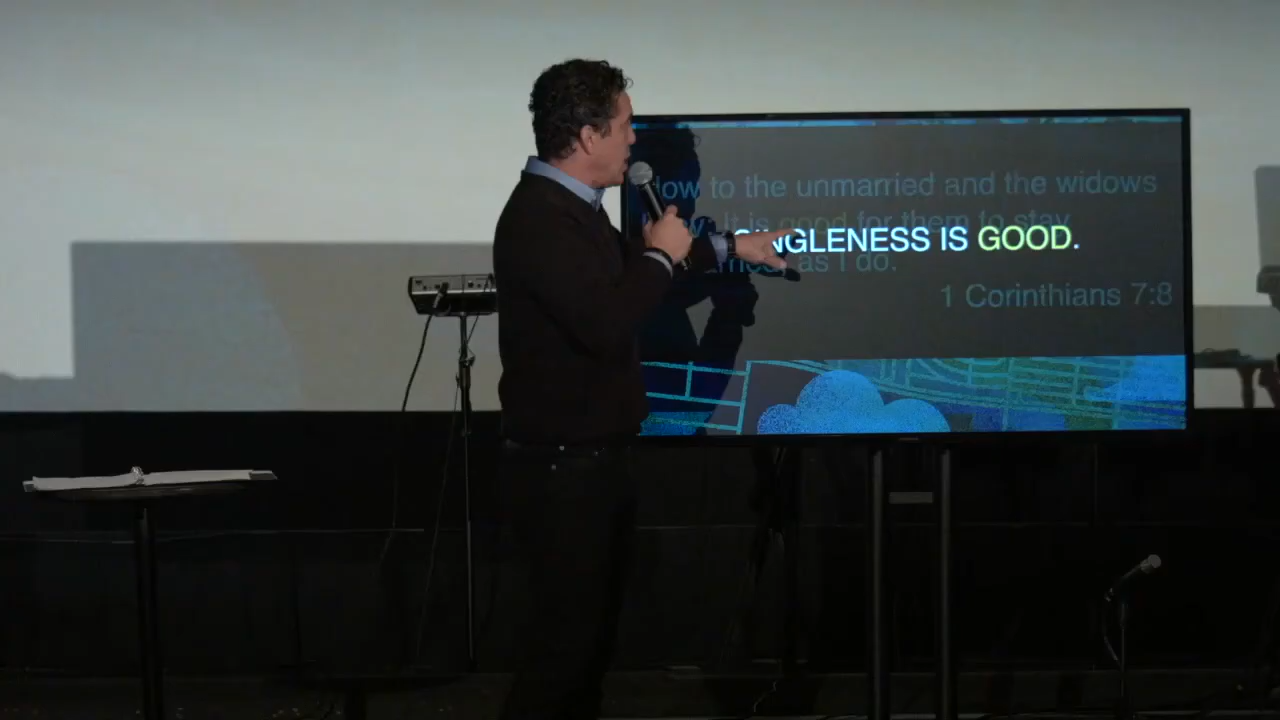 to the unmarried and the widows
It is good for them to stay
SINGLENESS IS GOOD.
as I do.
1 Corinthians 7:8